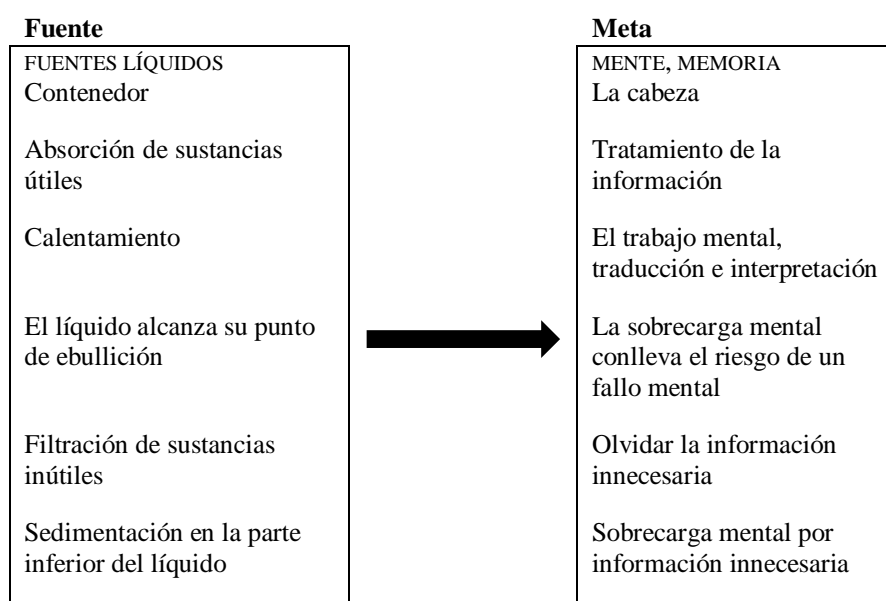 Fuente
FUENTES LÍQUIDOS
Contenedor
Absorción de sustancias
útiles
Calentamiento
El líquido alcanza su punto
de ebullición
Filtración de sustancias
inútiles
Sedimentación en la parte
inferior del líquido
Meta
MENTE, MEMORIA
La cabeza
Tratamiento de la
información
El trabajo mental,
traducción e interpretación
La sobrecarga mental
conlleva el riesgo de un
fallo mental
Olvidar la información
innecesaria
Sobrecarga mental por
información innecesaria